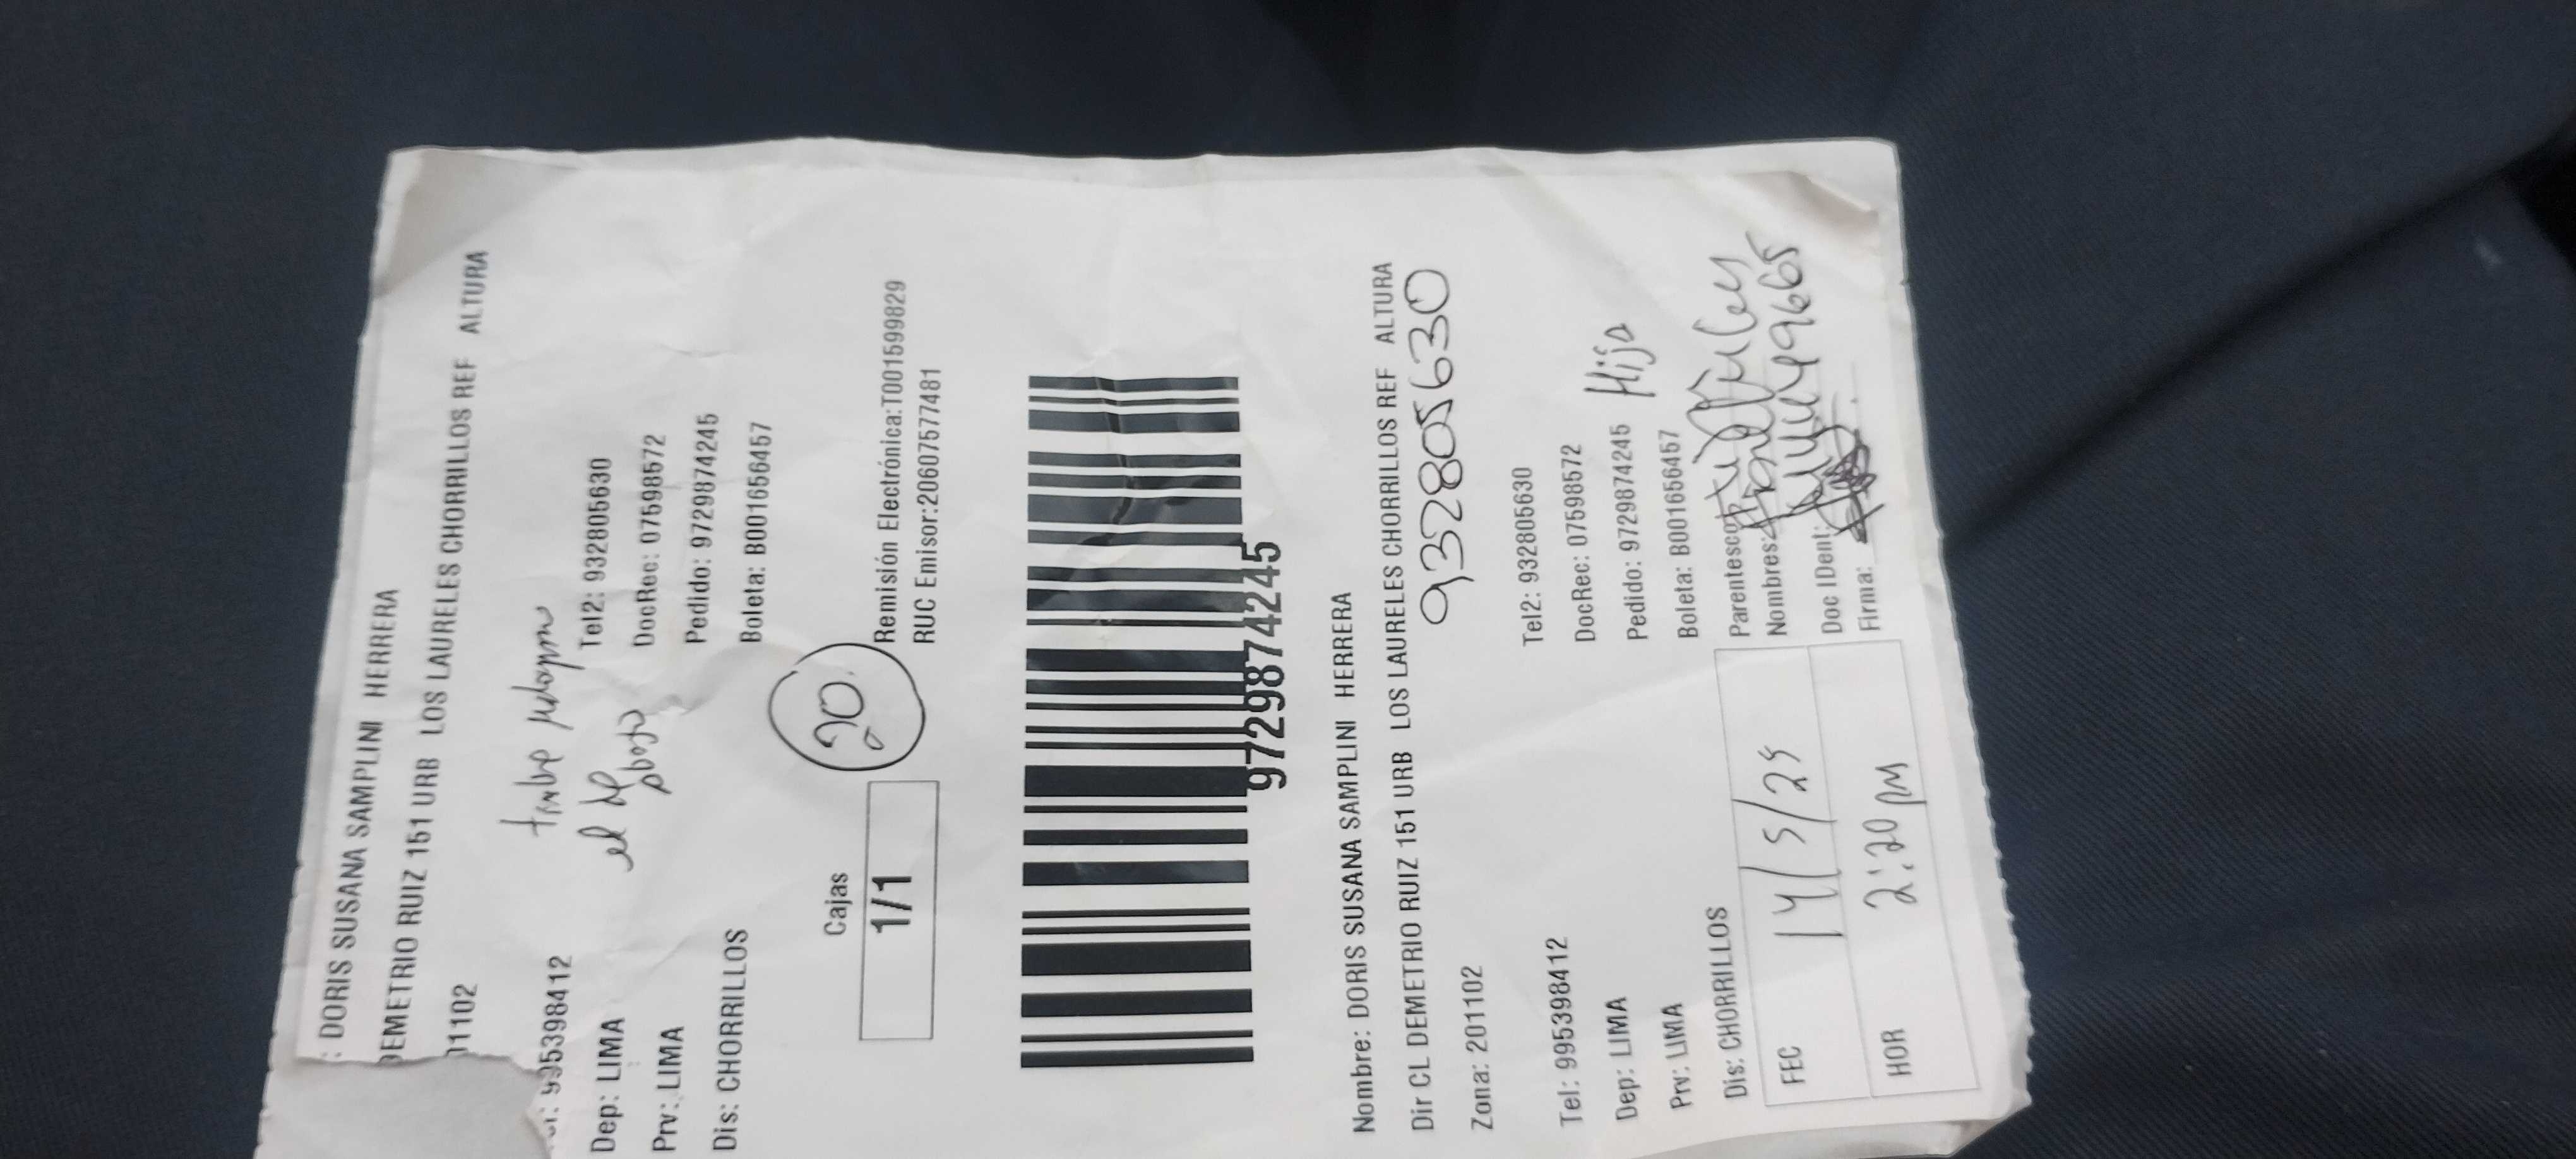 : DORIS SUSANA SAMPLINI HERRERA
DEMETRIO RUIZ 151 URB LOS LAURELES CHORRILLOS REF ALTURA
01102
: 995398412
Tel2: 932805630
Dep: LIMA
el
DocRec: 07598572
Prv: LIMA
Pedido: 9729874245
Dis: CHORRILLOS
Boleta: B001656457
Cajas
1/1
20
Remisión Electrónica:T001599829
RUC Emisor:20607577481
9729874245
Nombre: DORIS SUSANA SAMPLINI HERRERA
Dir CL DEMETRIO RUIZ 151 URB LOS LAURELES CHORRILLOS REF ALTURA
932805630
Zona: 201102
Tel: 995398412
Tel2: 932805630
Dep: LIMA
DocRec: 07598572
Prv: LIMA
Pedido: 9729874245
Hija
Dis: CHORRILLOS
Boleta: B001656457
FEC 14/5/25
Parentesco:
Nombres:
HOR 2:20 PM
Doc IDent:
Firma: